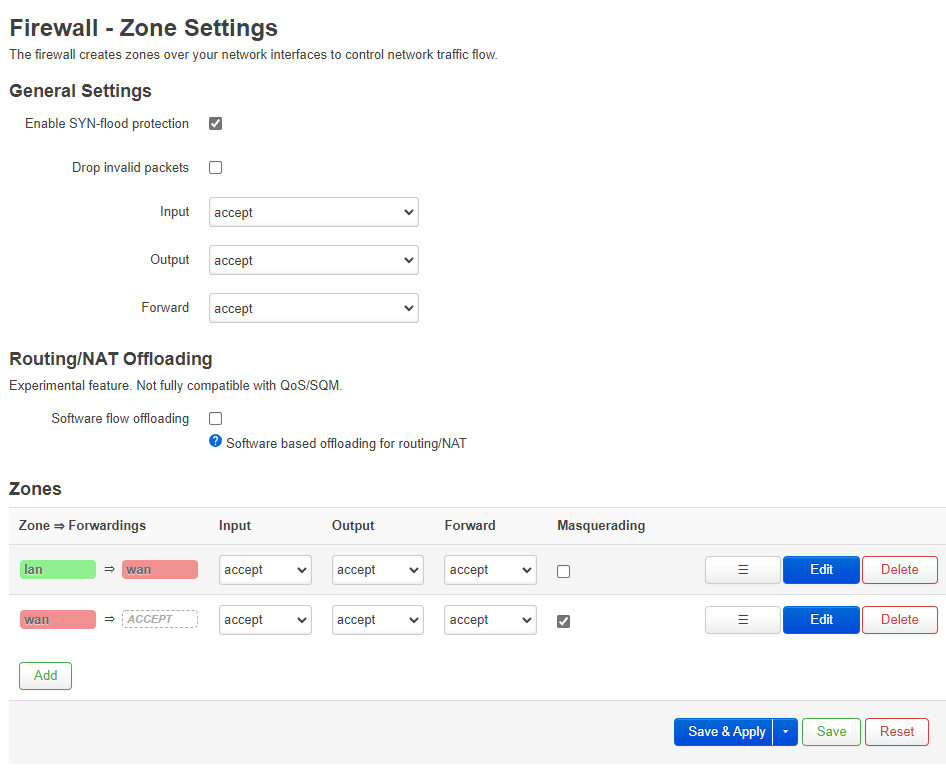 Firewall - Zone Settings
The firewall creates zones over your network interfaces to control network traffic flow.
General Settings
Enable SYN-flood protection
Drop invalid packets
Input accept
Output accept
Forward accept
Routing/NAT Offloading
Experimental feature. Not fully compatible with QoS/SQM.
Software flow offloading
? Software based offloading for routing/NAT
Zones
Zone ⇒ Forwardings Input Output Forward Masquerading
lan ⇒ wan accept accept accept ☰ Edit Delete
wan ⇒ ACCEPT accept accept accept ☰ Edit Delete
Add
Save & Apply Save Reset